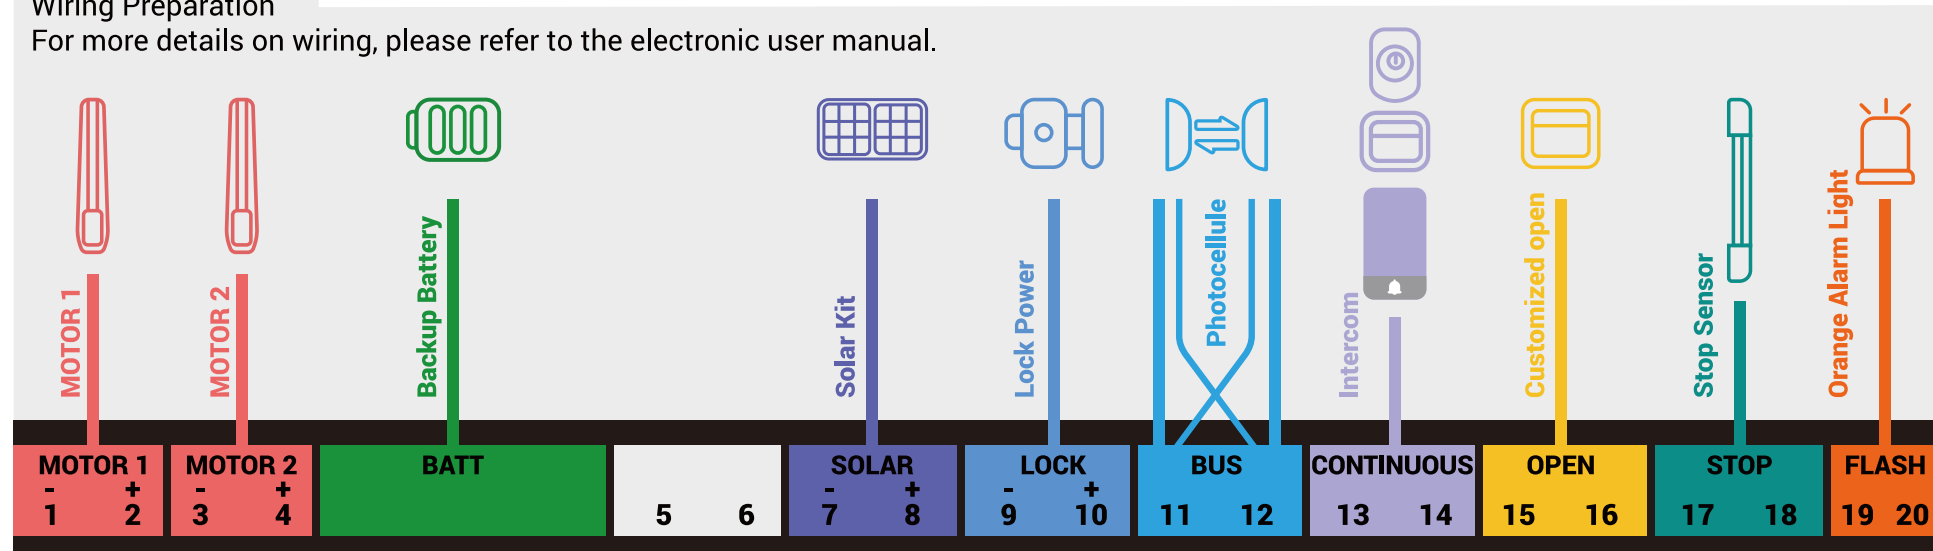 Wiring Preparation
For more details on wiring, please refer to the electronic user manual.
MOTOR 1
MOTOR 2
Backup Battery
Solar Kit
Lock Power
Photocellule
Intercom
Customized open
Stop Sensor
Orange Alarm Light
MOTOR 1 MOTOR 2 BATT SOLAR LOCK BUS CONTINUOUS OPEN STOP FLASH
- + - + - + - +
1 2 3 4 5 6 7 8 9 10 11 12 13 14 15 16 17 18 19 20